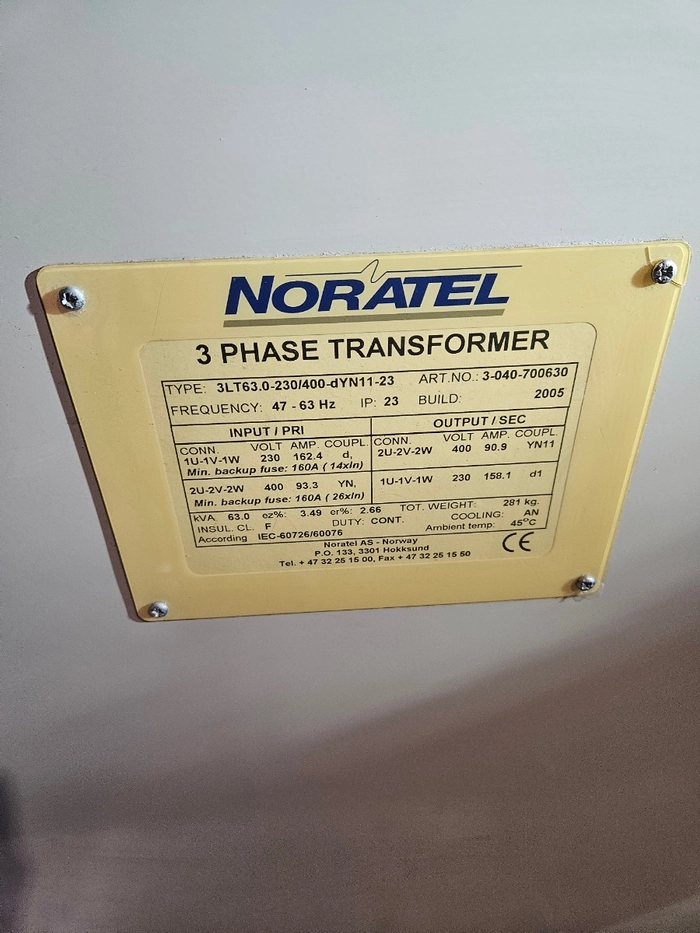 NORATEL
3 PHASE TRANSFORMER
TYPE: 3LT63.0-230/400-dYN11-23 ART.NO.: 3-040-700630
FREQUENCY: 47 - 63 Hz IP: 23 BUILD: 2005
INPUT / PRI OUTPUT / SEC
CONN. VOLT AMP. COUPL. CONN. VOLT AMP. COUPL.
1U-1V-1W 230 162.4 d, 2U-2V-2W 400 90.9 YN11
Min. backup fuse: 160A ( 14xIn)
2U-2V-2W 400 93.3 YN, 1U-1V-1W 230 158.1 d1
Min. backup fuse: 160A ( 26xIn)
kVA 63.0 ez%: 3.49 er%: 2.66 TOT. WEIGHT: 281 kg.
INSUL. CL. F DUTY: CONT. COOLING: AN
According IEC-60726/60076 Ambient temp: 45°C
Noratel AS - Norway
P.O. 133, 3301 Hokksund
Tel. + 47 32 25 15 00, Fax + 47 32 25 15 50
CE